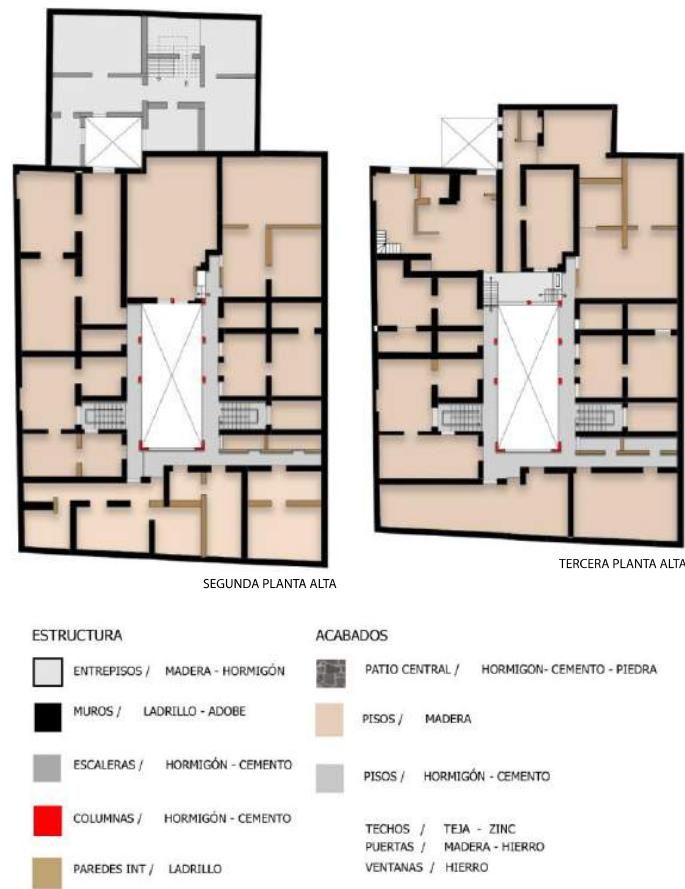 SEGUNDA PLANTA ALTA
TERCERA PLANTA ALTA
ESTRUCTURA
ENTREPISOS / MADERA - HORMIGÓN
MUROS / LADRILLO - ADOBE
ESCALERAS / HORMIGÓN - CEMENTO
COLUMNAS / HORMIGÓN - CEMENTO
PAREDES INT / LADRILLO
ACABADOS
PATIO CENTRAL / HORMIGON- CEMENTO - PIEDRA
PISOS / MADERA
PISOS / HORMIGÓN - CEMENTO
TECHOS / TEJA - ZINC
PUERTAS / MADERA - HIERRO
VENTANAS / HIERRO